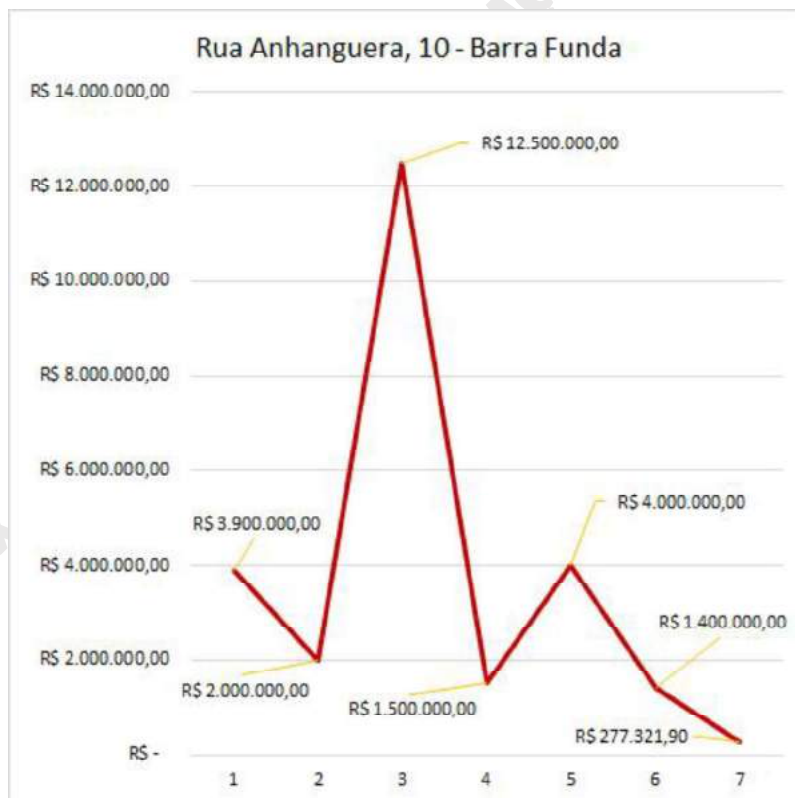 Rua Anhanguera, 10 - Barra Funda
R$ 14.000.000,00
R$ 12.500.000,00
R$ 12.000.000,00
R$ 10.000.000,00
R$ 8.000.000,00
R$ 6.000.000,00
R$ 4.000.000,00
R$ 3.900.000,00
R$ 4.000.000,00
R$ 1.400.000,00
R$ 2.000.000,00
R$ 2.000.000,00
R$ 1.500.000,00
R$ 277.321,90
R$ -
1 2 3 4 5 6 7